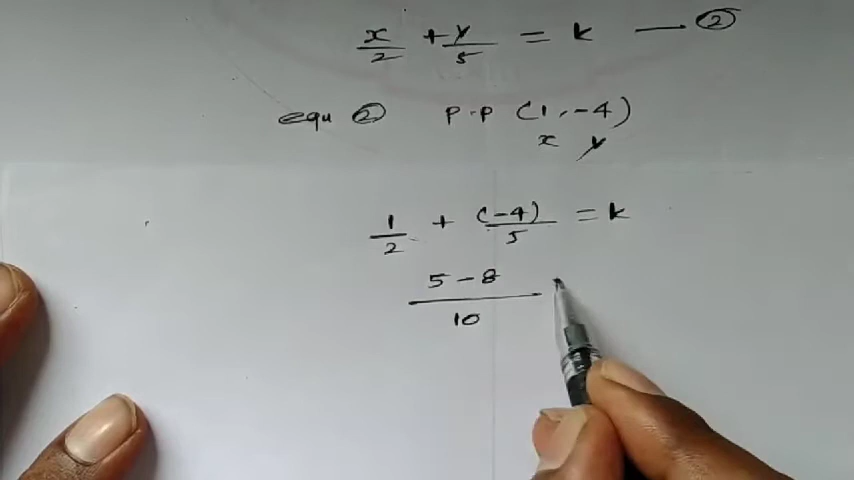 x/2 + y/5 = k — ②
equ ② P.P (1, -4)
x y
1/2 + (-4)/5 = k
5 - 8
10